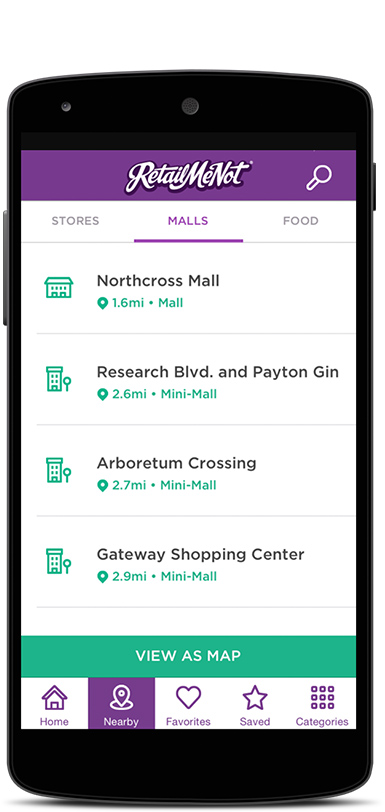 RetailMeNot
STORES MALLS FOOD
Northcross Mall
1.6mi • Mall
Research Blvd. and Payton Gin
2.6mi • Mini-Mall
Arboretum Crossing
2.7mi • Mini-Mall
Gateway Shopping Center
2.9mi • Mini-Mall
VIEW AS MAP
Home Nearby Favorites Saved Categories